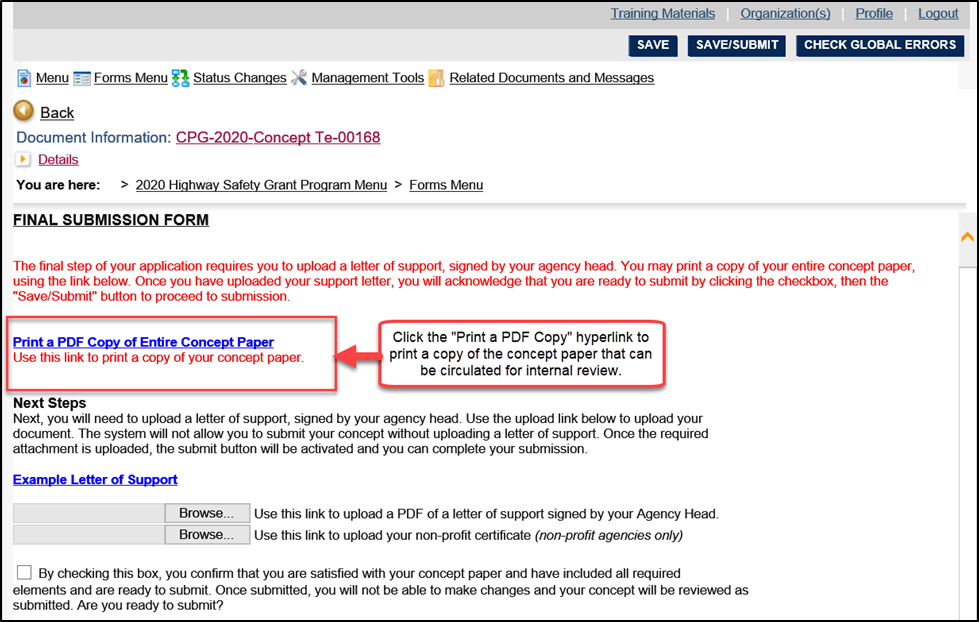 Training Materials | Organization(s) | Profile | Logout
SAVE SAVE/SUBMIT CHECK GLOBAL ERRORS
Menu Forms Menu Status Changes Management Tools Related Documents and Messages
Back
Document Information: CPG-2020-Concept Te-00168
Details
You are here: > 2020 Highway Safety Grant Program Menu > Forms Menu
FINAL SUBMISSION FORM
The final step of your application requires you to upload a letter of support, signed by your agency head. You may print a copy of your entire concept paper,
using the link below. Once you have uploaded your support letter, you will acknowledge that you are ready to submit by clicking the checkbox, then the
"Save/Submit" button to proceed to submission.
Print a PDF Copy of Entire Concept Paper
Use this link to print a copy of your concept paper.
Click the "Print a PDF Copy" hyperlink to
print a copy of the concept paper that can
be circulated for internal review.
Next Steps
Next, you will need to upload a letter of support, signed by your agency head. Use the upload link below to upload your
document. The system will not allow you to submit your concept without uploading a letter of support. Once the required
attachment is uploaded, the submit button will be activated and you can complete your submission.
Example Letter of Support
Browse... Use this link to upload a PDF of a letter of support signed by your Agency Head.
Browse... Use this link to upload your non-profit certificate (non-profit agencies only)
By checking this box, you confirm that you are satisfied with your concept paper and have included all required
elements and are ready to submit. Once submitted, you will not be able to make changes and your concept will be reviewed as
submitted. Are you ready to submit?